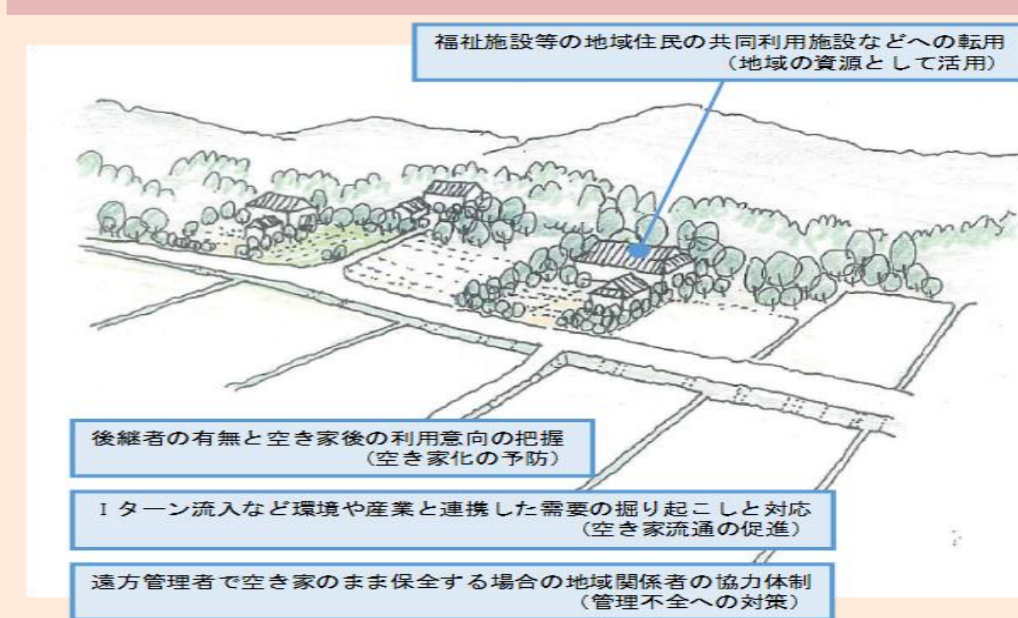 福祉施設等の地域住民の共同利用施設などへの転用
(地域の資源として活用)
後継者の有無と空き家後の利用意向の把握
(空き家化の予防)
Ｉターン流入など環境や産業と連携した需要の掘り起こしと対応
(空き家流通の促進)
遠方管理者で空き家のまま保全する場合の地域関係者の協力体制
(管理不全への対策)